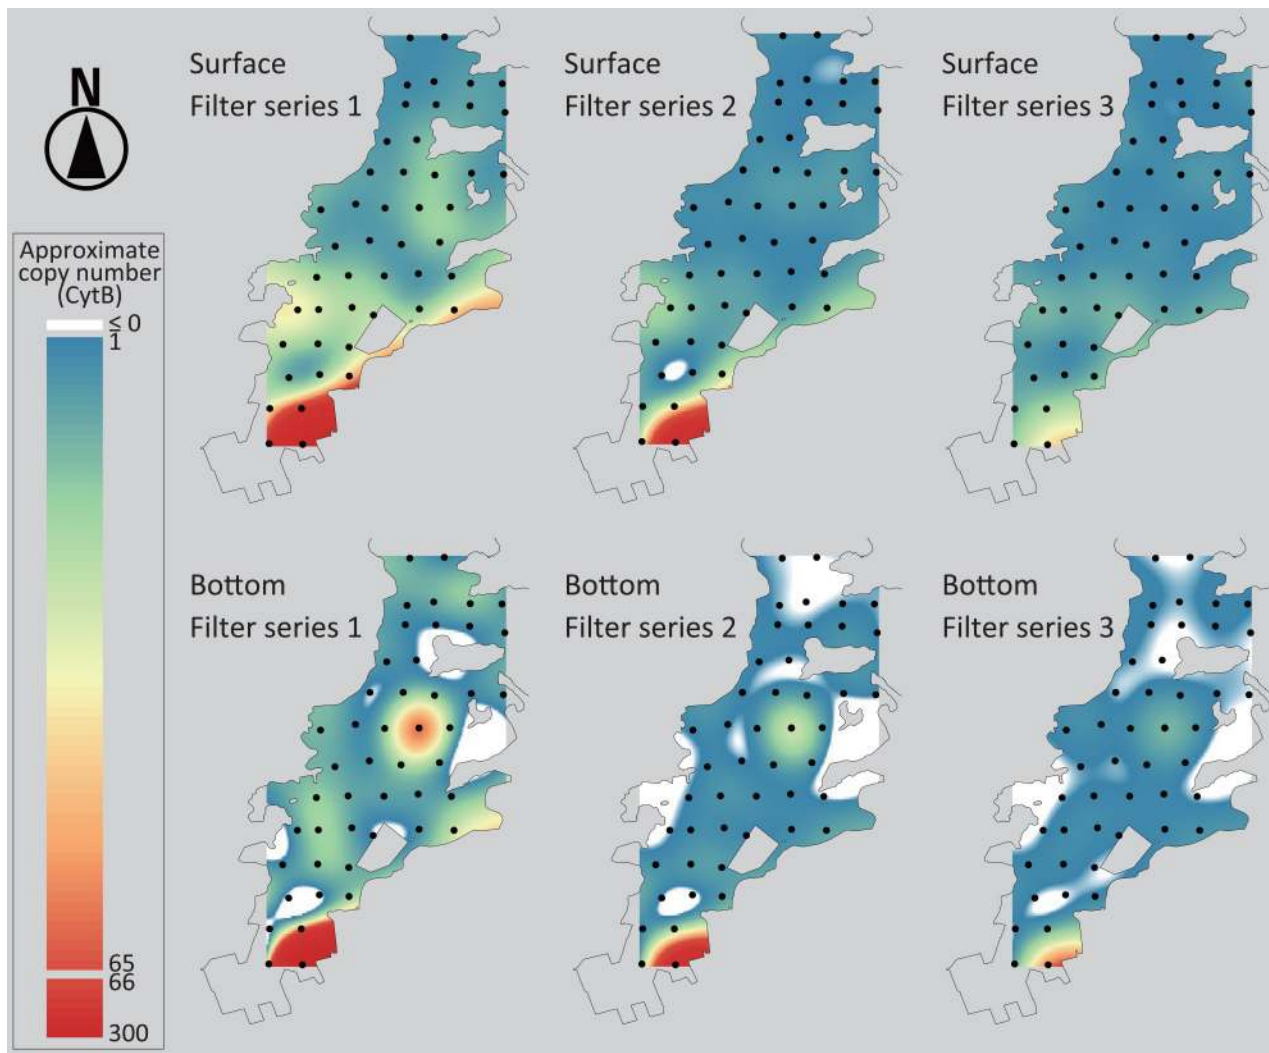 N
Surface
Filter series 1
Surface
Filter series 2
Surface
Filter series 3
Approximate
copy number
(CytB)
≤ 0
1
65
66
300
Bottom
Filter series 1
Bottom
Filter series 2
Bottom
Filter series 3